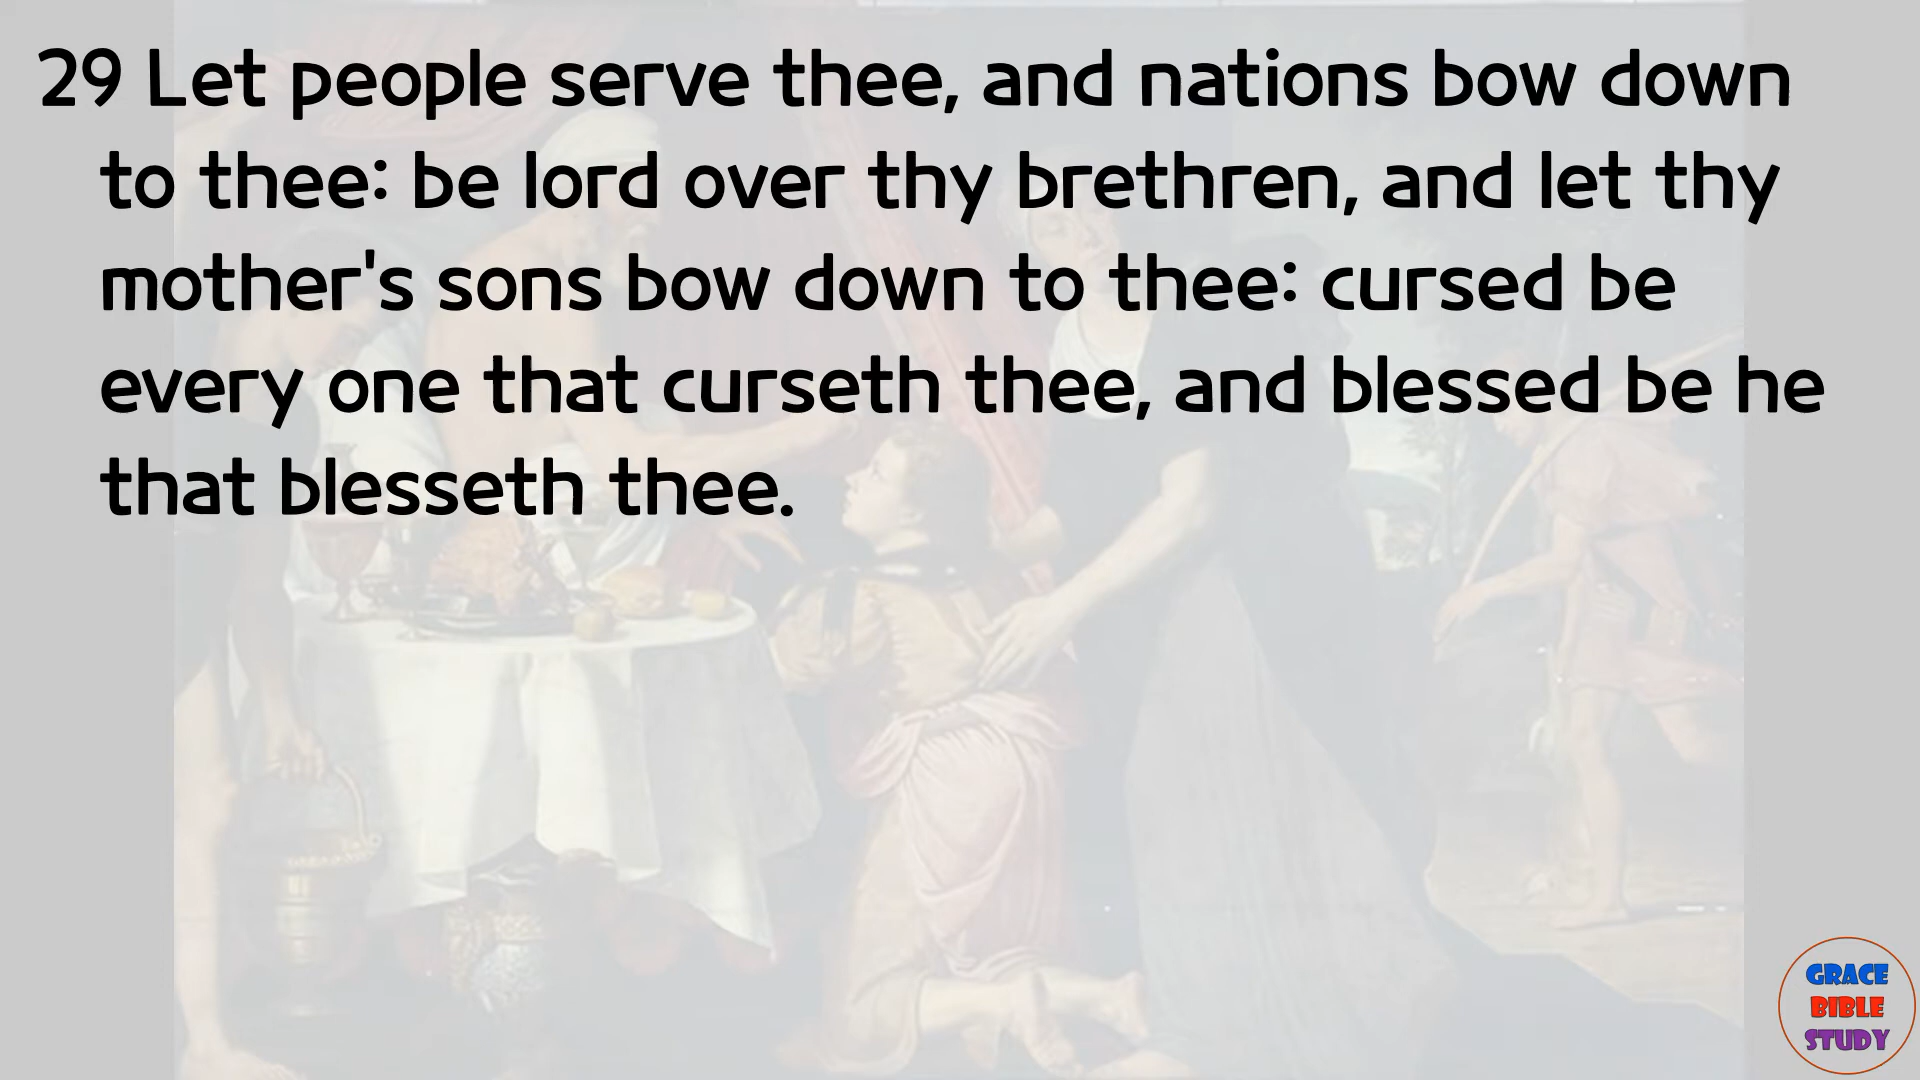 29 Let people serve thee, and nations bow down
to thee: be lord over thy brethren, and let thy
mother's sons bow down to thee: cursed be
every one that curseth thee, and blessed be he
that blesseth thee.
GRACE
BIBLE
STUDY